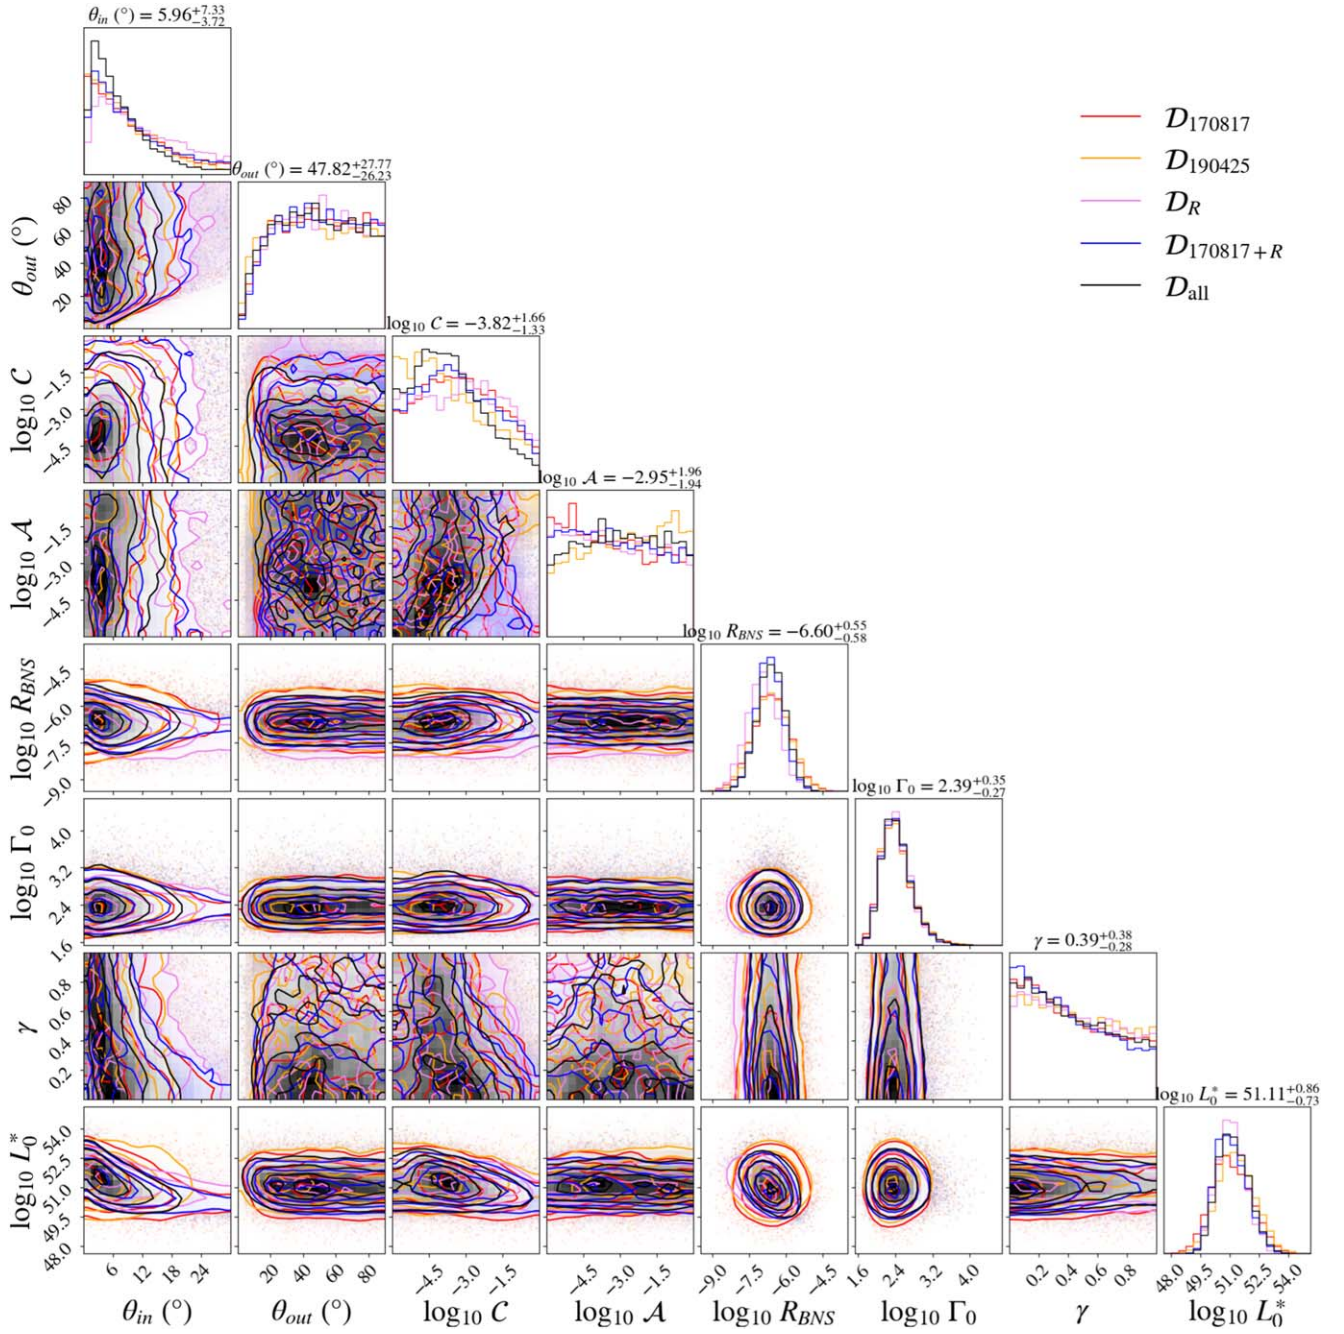 θ_in (°) = 5.96^{+7.33}_{−3.72}
𝒟_170817
𝒟_190425
𝒟_R
𝒟_170817+R
𝒟_all
θ_out (°) = 47.82^{+27.77}_{−26.23}
θ_out (°)
80
60
40
20
log₁₀ 𝒞 = −3.82^{+1.66}_{−1.33}
log₁₀ 𝒞
−1.5
−3.0
−4.5
log₁₀ 𝒜 = −2.95^{+1.96}_{−1.94}
log₁₀ 𝒜
−1.5
−3.0
−4.5
log₁₀ R_BNS = −6.60^{+0.55}_{−0.58}
log₁₀ R_BNS
−4.5
−6.0
−7.5
−9.0
log₁₀ Γ₀ = 2.39^{+0.35}_{−0.27}
log₁₀ Γ₀
4.0
3.2
2.4
1.6
γ = 0.39^{+0.38}_{−0.28}
γ
0.8
0.6
0.4
0.2
log₁₀ L₀* = 51.11^{+0.86}_{−0.73}
log₁₀ L₀*
54.0
52.5
51.0
49.5
48.0
6 12 24 20 40 60 80 −4.5 −3.0 −1.5 −4.5 −3.0 −1.5 −9.0 −7.5 −6.0 −4.5 1.6 2.4 3.2 4.0 0.2 0.4 0.6 0.8 48.0 49.5 51.0 52.5 54.0
θ_in (°) θ_out (°) log₁₀ 𝒞 log₁₀ 𝒜 log₁₀ R_BNS log₁₀ Γ₀ γ log₁₀ L₀*